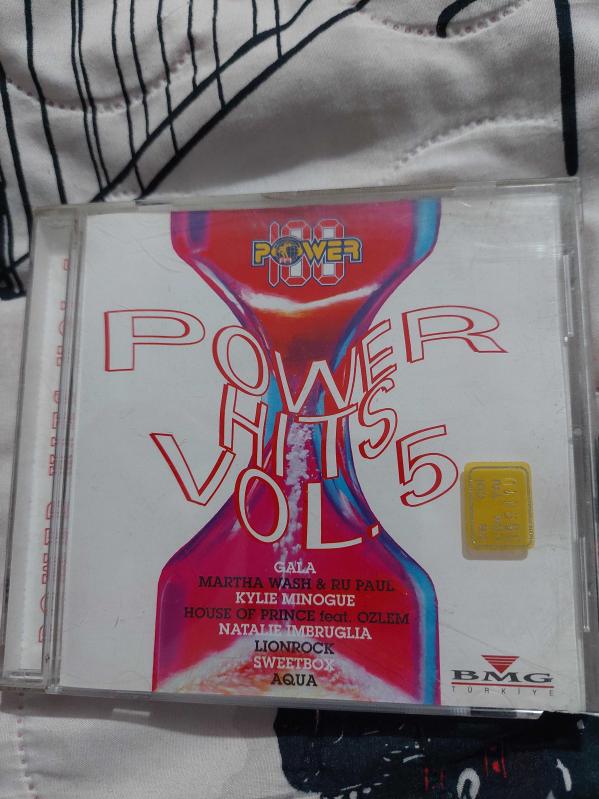 100
POWER
POWER
HITS
VOL. 5
GALA
MARTHA WASH & RU PAUL
KYLIE MINOGUE
HOUSE OF PRINCE feat. OZLEM
NATALIE IMBRUGLIA
LIONROCK
SWEETBOX
AQUA
BMG
TÜRKİYE